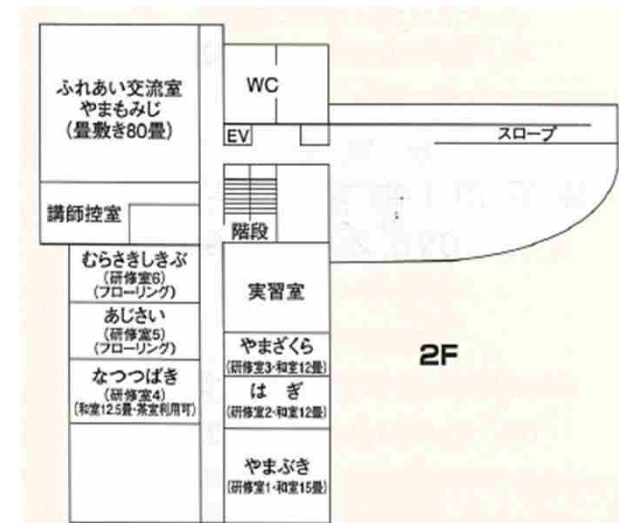 ふれあい交流室
やまもみじ
(畳敷き80畳)
WC
EV
スロープ
講師控室
階段
むらさきしきぶ
(研修室6)
(フローリング)
実習室
あじさい
(研修室5)
(フローリング)
やまざくら
(研修室3・和室12畳)
2F
なつつばき
(研修室4)
(和室12.5畳・茶室利用可)
はぎ
(研修室2・和室12畳)
やまぶき
(研修室1・和室15畳)